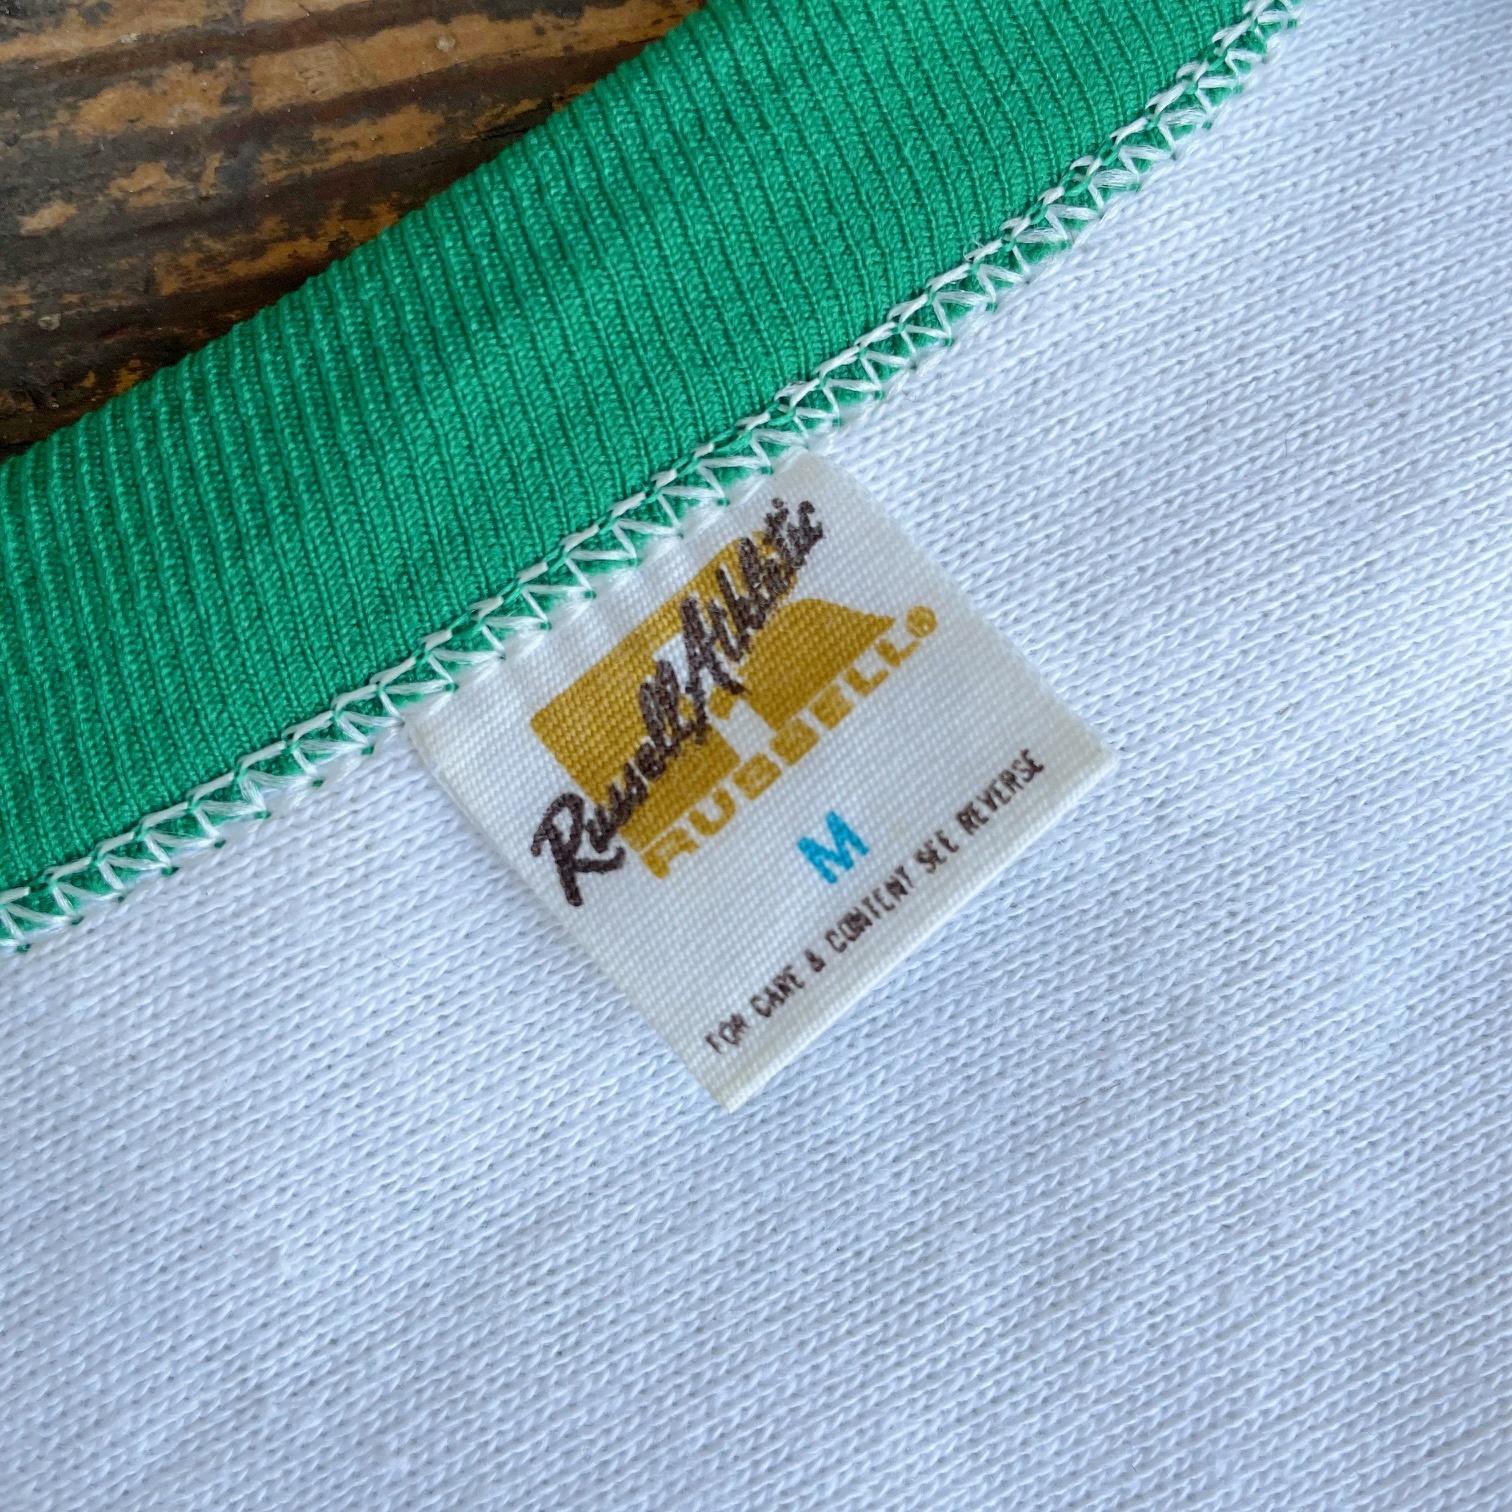 Russell Athletic
RUSSELL®
M
FOR CARE & CONTENT SEE REVERSE